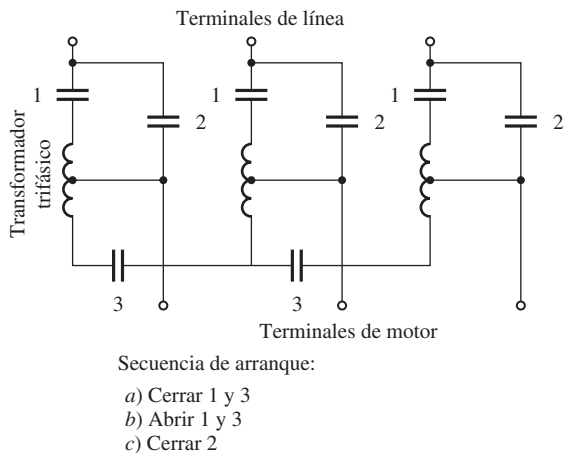 Terminales de línea
1
2
1
2
1
2
Transformador
trifásico
3
3
Terminales de motor
Secuencia de arranque:
a) Cerrar 1 y 3
b) Abrir 1 y 3
c) Cerrar 2